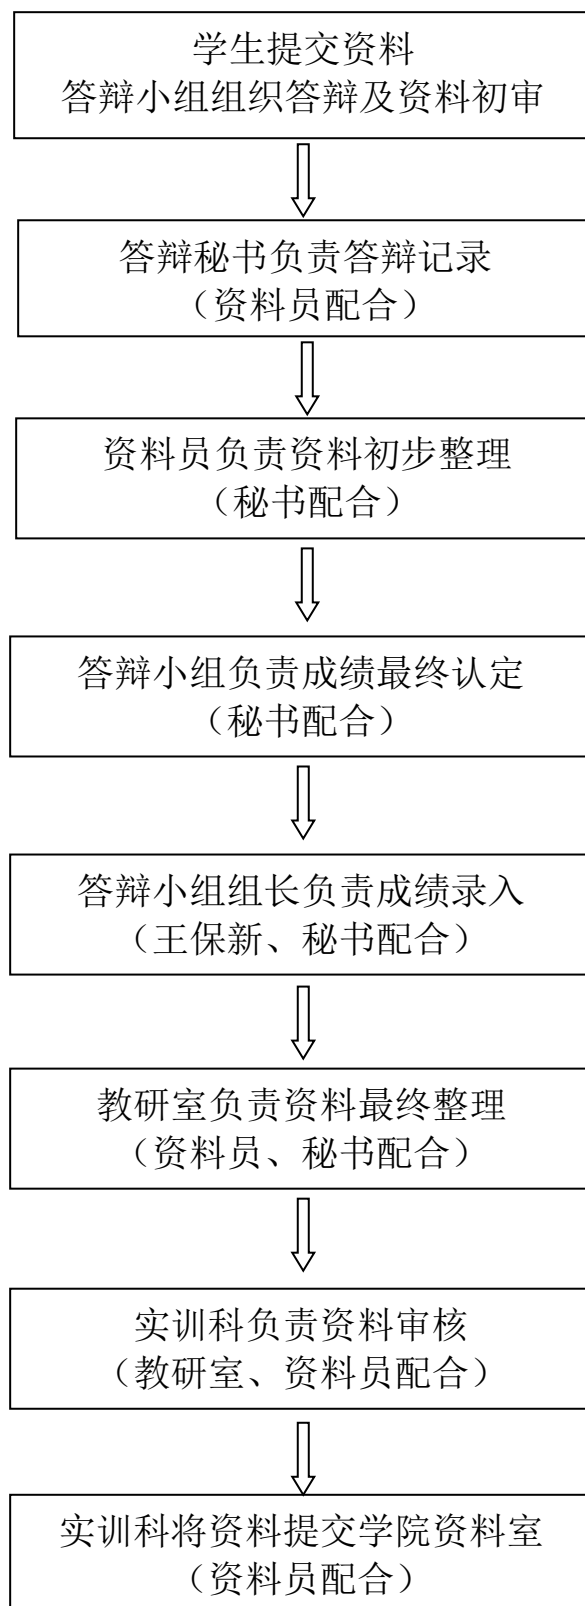 学生提交资料
答辩小组组织答辩及资料初审
答辩秘书负责答辩记录
（资料员配合）
资料员负责资料初步整理
（秘书配合）
答辩小组负责成绩最终认定
（秘书配合）
答辩小组组长负责成绩录入
（王保新、秘书配合）
教研室负责资料最终整理
（资料员、秘书配合）
实训科负责资料审核
（教研室、资料员配合）
实训科将资料提交学院资料室
（资料员配合）